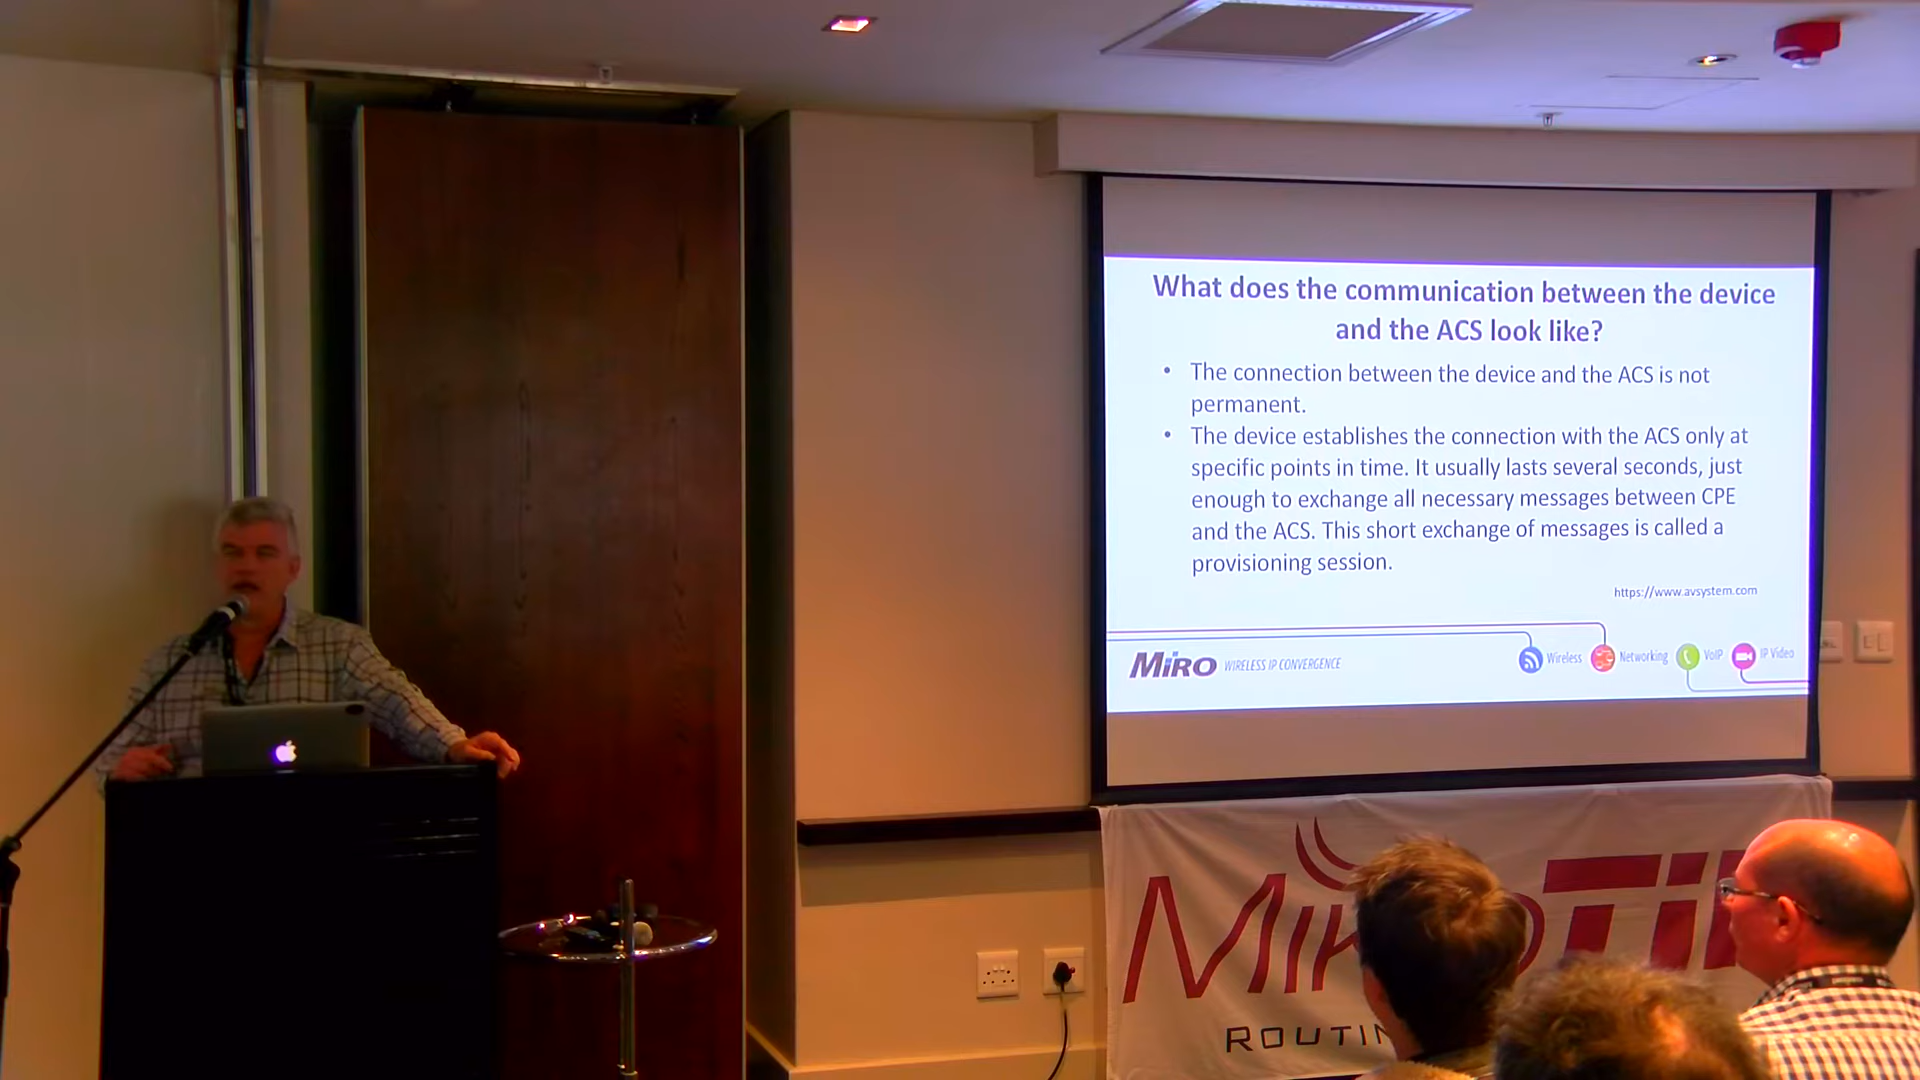 What does the communication between the device
and the ACS look like?
• The connection between the device and the ACS is not
permanent.
• The device establishes the connection with the ACS only at
specific points in time. It usually lasts several seconds, just
enough to exchange all necessary messages between CPE
and the ACS. This short exchange of messages is called a
provisioning session.
https://www.avsystem.com
MiRO WIRELESS IP CONVERGENCE
Wireless Networking VoIP IP Video